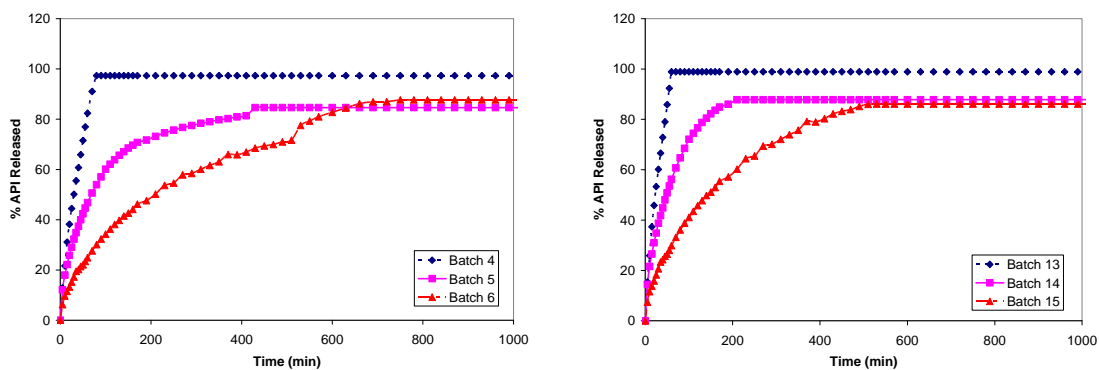 120
100
80
60
40
20
0
% API Released
0 200 400 600 800 1000
Time (min)
Batch 4
Batch 5
Batch 6
120
100
80
60
40
20
0
% API Released
0 200 400 600 800 1000
Time (min)
Batch 13
Batch 14
Batch 15